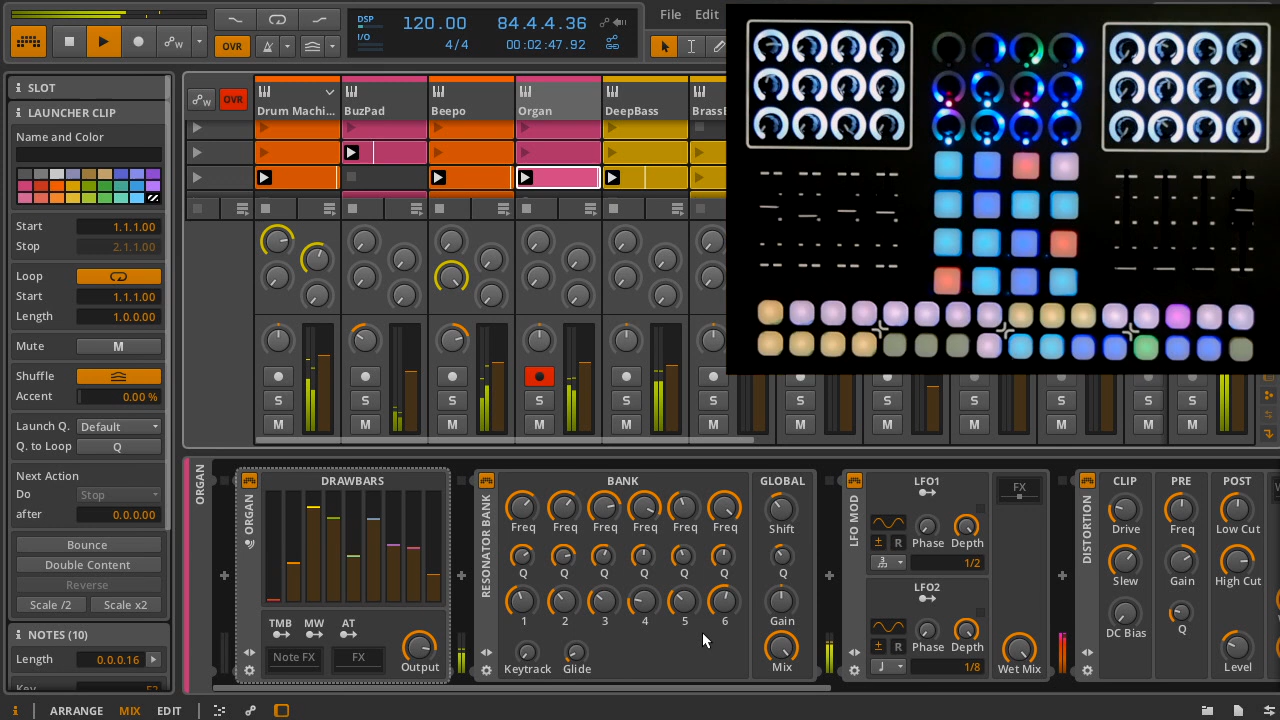 OVR
DSP
I/O
120.00
4/4
84.4.4.36
00:02:47.92
File Edit
SLOT
LAUNCHER CLIP
Name and Color
Start 1.1.1.00
Stop 2.1.1.00
Loop
Start 1.1.1.00
Length 1.0.0.00
Mute M
Shuffle
Accent 0.00 %
Launch Q. Default
Q. to Loop Q
Next Action
Do Stop
after 0.0.0.00
Bounce
Double Content
Reverse
Scale /2 Scale x2
NOTES (10)
Length 0.0.0.16
W OVR
Drum Machi... BuzPad Beepo Organ DeepBass
S S S S S S S S S S S S
M M M M M M M M M M M M
ORGAN
ORGAN
DRAWBARS
TMB MW AT
Note FX FX Output
RESONATOR BANK
BANK
Freq Freq Freq Freq Freq Freq
Q Q Q Q Q Q
1 2 3 4 5 6
Keytrack Glide
GLOBAL
Shift
Q
Gain
Mix
LFO MOD
LFO1
Phase Depth
± R
1/2
LFO2
Phase Depth
± R
1/8
FX
Wet Mix
DISTORTION
CLIP PRE POST
Drive Freq Low Cut
Slew Gain High Cut
DC Bias Q Level
ARRANGE MIX EDIT